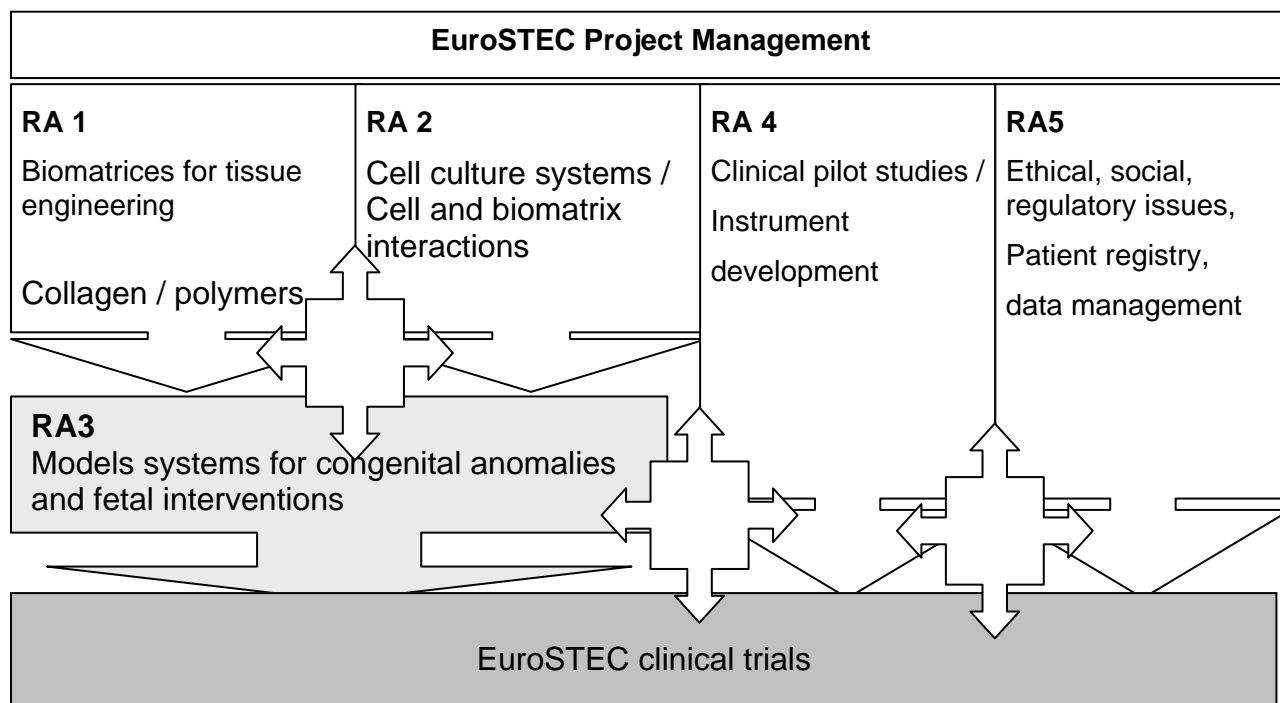 EuroSTEC Project Management
RA 1
Biomatrices for tissue
engineering
Collagen / polymers
RA 2
Cell culture systems /
Cell and biomatrix
interactions
RA 4
Clinical pilot studies /
Instrument
development
RA5
Ethical, social,
regulatory issues,
Patient registry,
data management
RA3
Models systems for congenital anomalies
and fetal interventions
EuroSTEC clinical trials